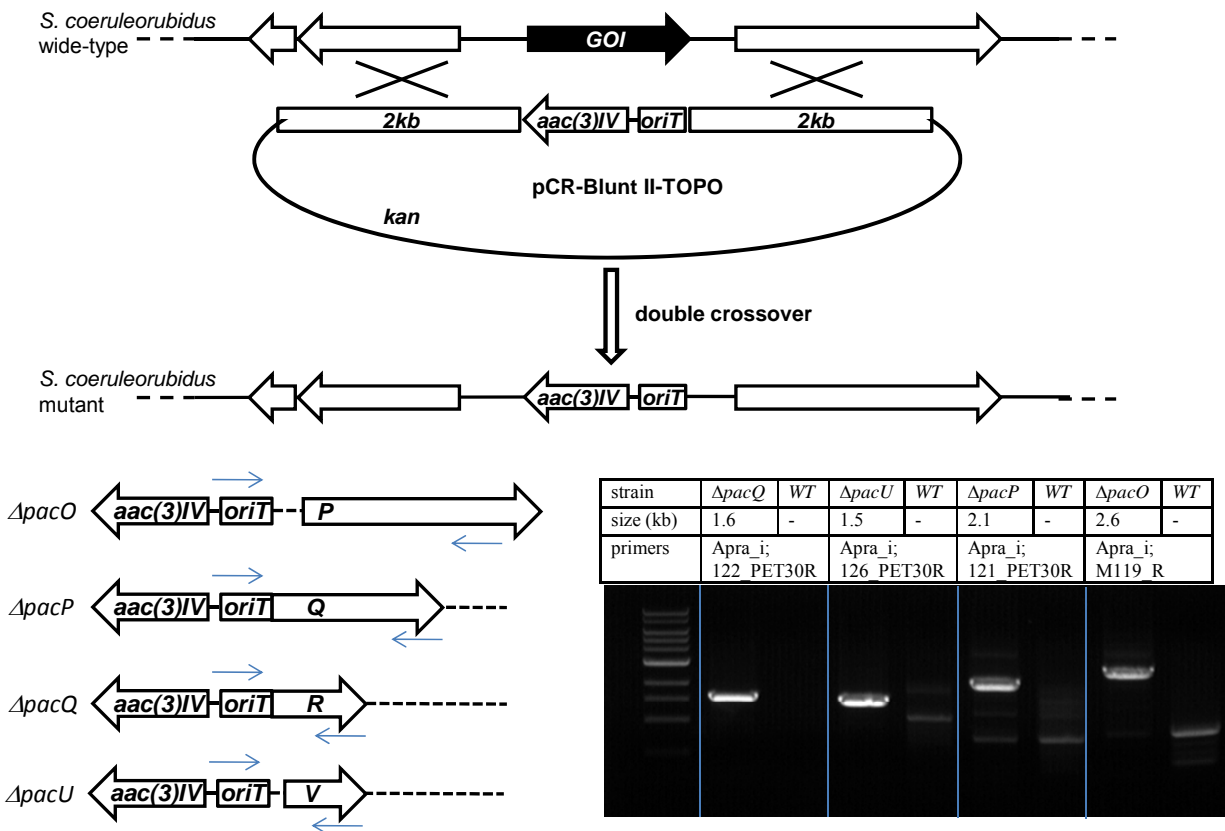 S. coeruleorubidus
wide-type
GOI
2kb
aac(3)IV
oriT
2kb
pCR-Blunt II-TOPO
kan
double crossover
S. coeruleorubidus
mutant
aac(3)IV
oriT
ΔpacO
aac(3)IV
oriT
P
ΔpacP
aac(3)IV
oriT
Q
ΔpacQ
aac(3)IV
oriT
R
ΔpacU
aac(3)IV
oriT
V
strain ΔpacQ WT ΔpacU WT ΔpacP WT ΔpacO WT
size (kb) 1.6 - 1.5 - 2.1 - 2.6 -
primers Apra_i; Apra_i; Apra_i; Apra_i;
122_PET30R 126_PET30R 121_PET30R M119_R